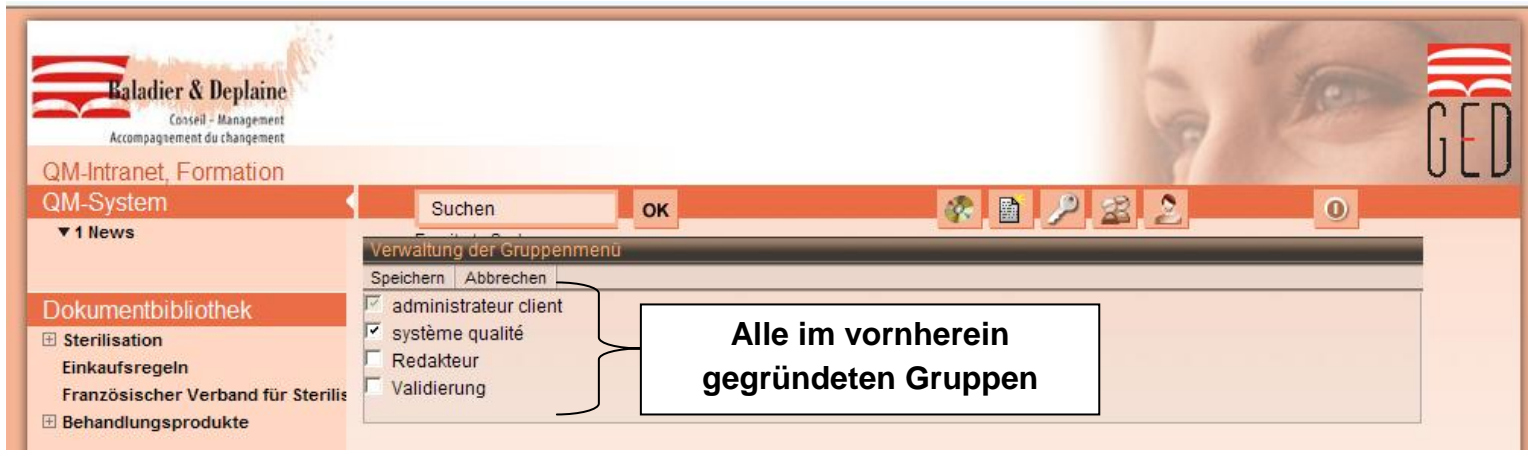 Baladier & Deplaine
Conseil - Management
Accompagnement du changement
GED
QM-Intranet, Formation
QM-System
Suchen
OK
▼ 1 News
Verwaltung der Gruppenmenü
Speichern Abbrechen
administrateur client
système qualité
Redakteur
Validierung
Alle im vornherein
gegründeten Gruppen
Dokumentbibliothek
Sterilisation
Einkaufsregeln
Französischer Verband für Sterilis
Behandlungsprodukte